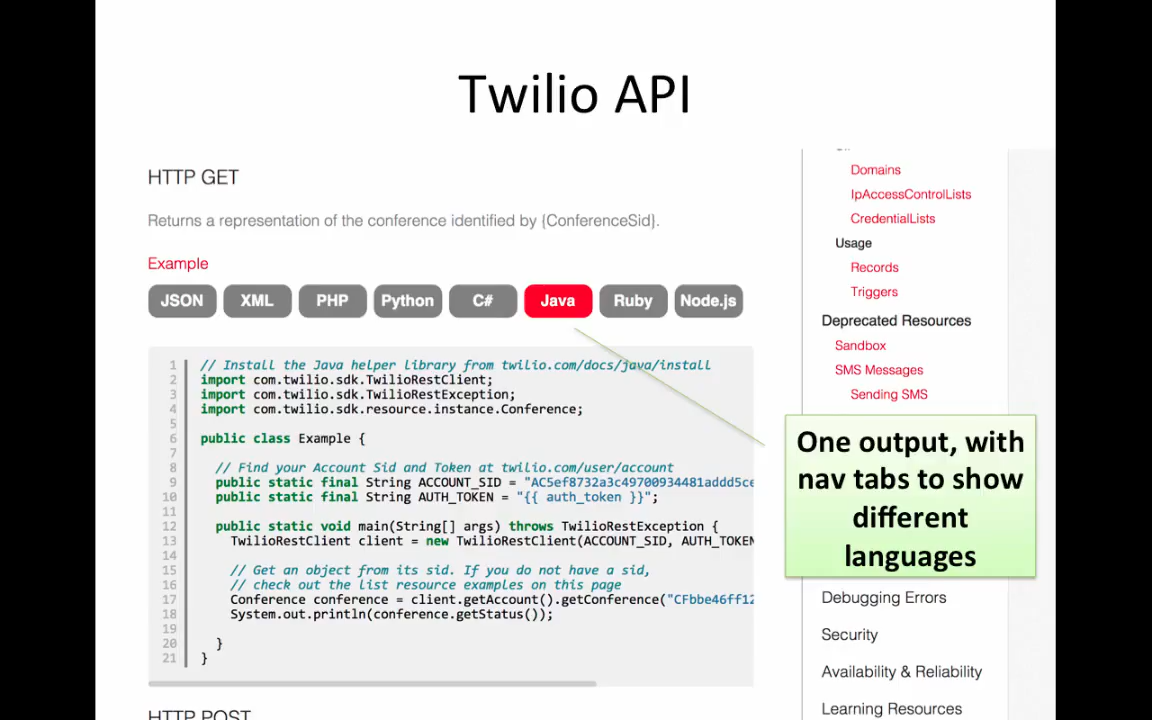 Twilio API
HTTP GET
Returns a representation of the conference identified by {ConferenceSid}.
Example
JSON XML PHP Python C# Java Ruby Node.js
1 // Install the Java helper library from twilio.com/docs/java/install
2 import com.twilio.sdk.TwilioRestClient;
3 import com.twilio.sdk.TwilioRestException;
4 import com.twilio.sdk.resource.instance.Conference;
5
6 public class Example {
7
8 // Find your Account Sid and Token at twilio.com/user/account
9 public static final String ACCOUNT_SID = "AC5ef8732a3c49700934481addd5ce
10 public static final String AUTH_TOKEN = "{{ auth_token }}";
11
12 public static void main(String[] args) throws TwilioRestException {
13 TwilioRestClient client = new TwilioRestClient(ACCOUNT_SID, AUTH_TOKEN
14
15 // Get an object from its sid. If you do not have a sid,
16 // check out the list resource examples on this page
17 Conference conference = client.getAccount().getConference("CFbbe46ff12
18 System.out.println(conference.getStatus());
19
20 }
21 }
HTTP POST
Domains
IpAccessControlLists
CredentialLists
Usage
Records
Triggers
Deprecated Resources
Sandbox
SMS Messages
Sending SMS
One output, with
nav tabs to show
different
languages
Debugging Errors
Security
Availability & Reliability
Learning Resources